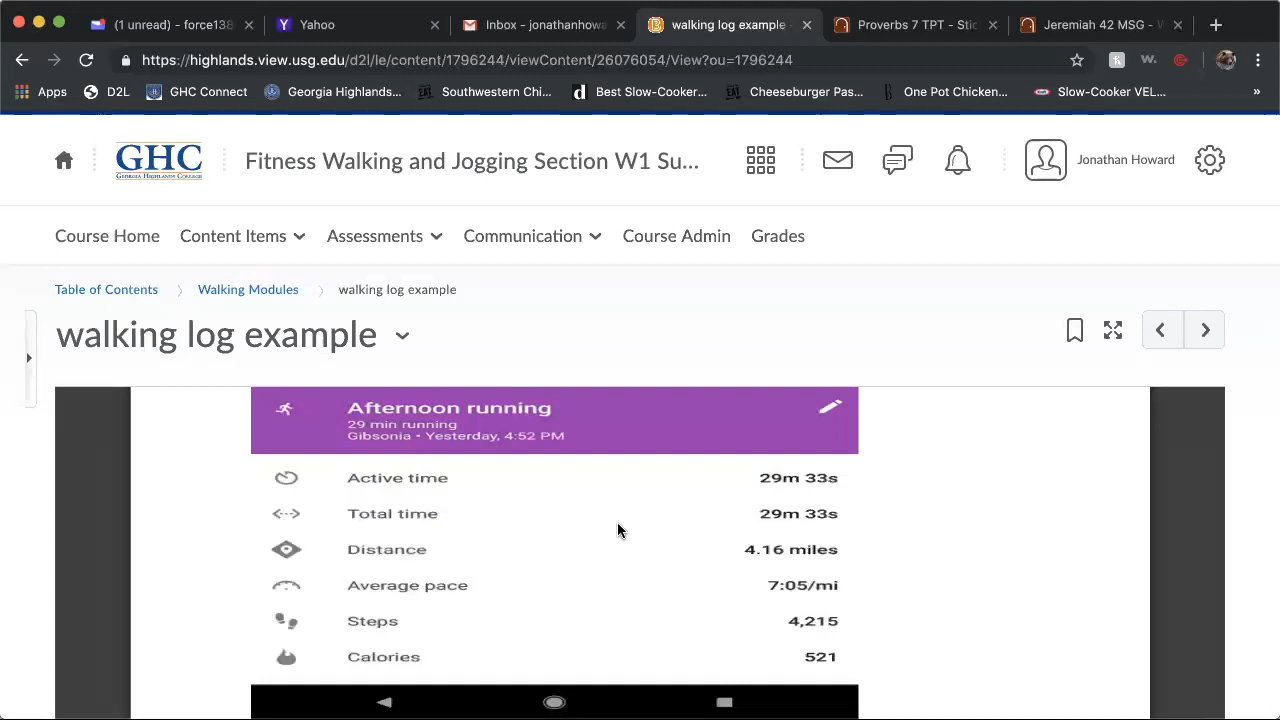 (1 unread) - force138
Yahoo
Inbox - jonathanhowa
walking log example -
Proverbs 7 TPT - Stic
Jeremiah 42 MSG - W
https://highlands.view.usg.edu/d2l/le/content/1796244/viewContent/26076054/View?ou=1796244
Apps
D2L
GHC Connect
Georgia Highlands...
Southwestern Chi...
Best Slow-Cooker...
Cheeseburger Pas...
One Pot Chicken...
Slow-Cooker VEL...
»
GHC
GEORGIA HIGHLANDS COLLEGE
Fitness Walking and Jogging Section W1 Su...
Jonathan Howard
Course Home
Content Items
Assessments
Communication
Course Admin
Grades
Table of Contents
Walking Modules
walking log example
walking log example
Afternoon running
29 min running
Gibsonia • Yesterday, 4:52 PM
Active time 29m 33s
Total time 29m 33s
Distance 4.16 miles
Average pace 7:05/mi
Steps 4,215
Calories 521